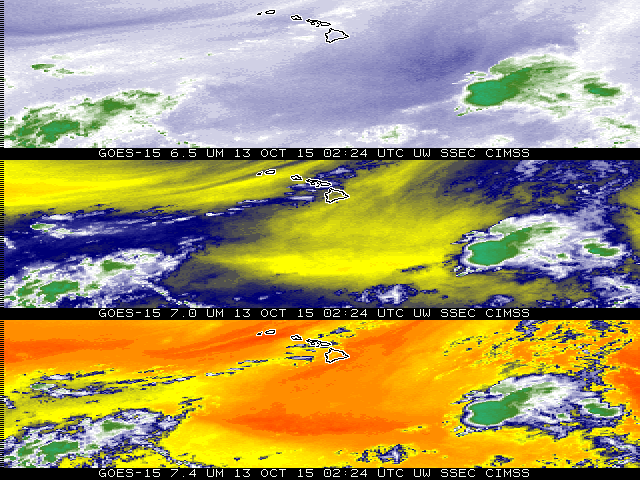 GOES-15 6.5 UM 13 OCT 15 02:24 UTC UW SSEC CIMSS
GOES-15 7.0 UM 13 OCT 15 02:24 UTC UW SSEC CIMSS
GOES-15 7.4 UM 13 OCT 15 02:24 UTC UW SSEC CIMSS